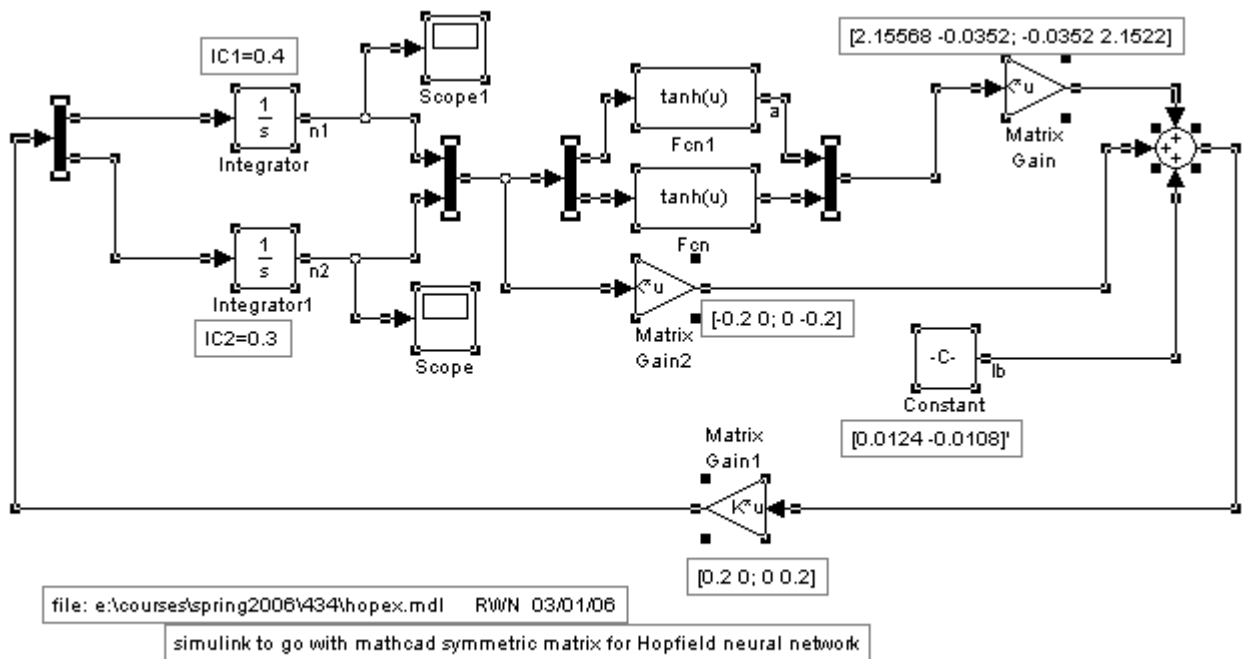 [2.15568 -0.0352; -0.0352 2.1522]
IC1=0.4
Scope1
1
s
n1
Integrator
tanh(u)
a
Fcn1
u
Matrix
Gain
+
+
+
tanh(u)
Fcn
1
s
n2
Integrator1
IC2=0.3
Scope
u
Matrix
Gain2
[-0.2 0; 0 -0.2]
-C-
Ib
Constant
[0.0124 -0.0108]'
Matrix
Gain1
K u
[0.2 0; 0 0.2]
file: e:\courses\spring2006\434\hopex.mdl RWN 03/01/06
simulink to go with mathcad symmetric matrix for Hopfield neural network